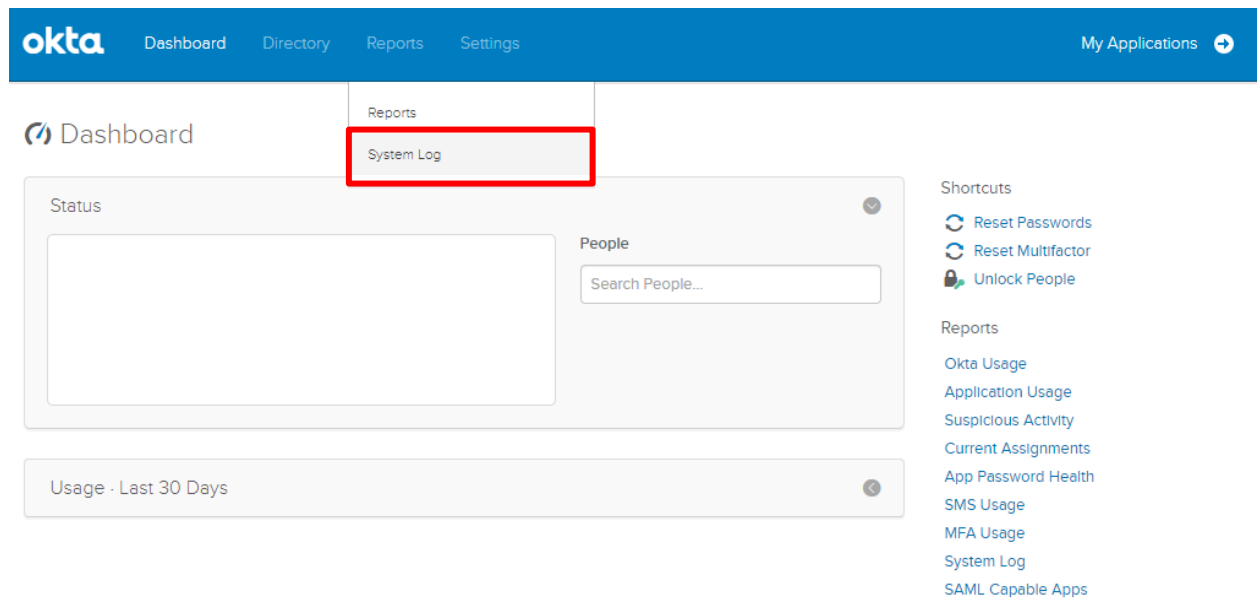 okta Dashboard Directory Reports Settings My Applications
Reports
System Log
Dashboard
Status
People
Search People...
Usage · Last 30 Days
Shortcuts
Reset Passwords
Reset Multifactor
Unlock People
Reports
Okta Usage
Application Usage
Suspicious Activity
Current Assignments
App Password Health
SMS Usage
MFA Usage
System Log
SAML Capable Apps